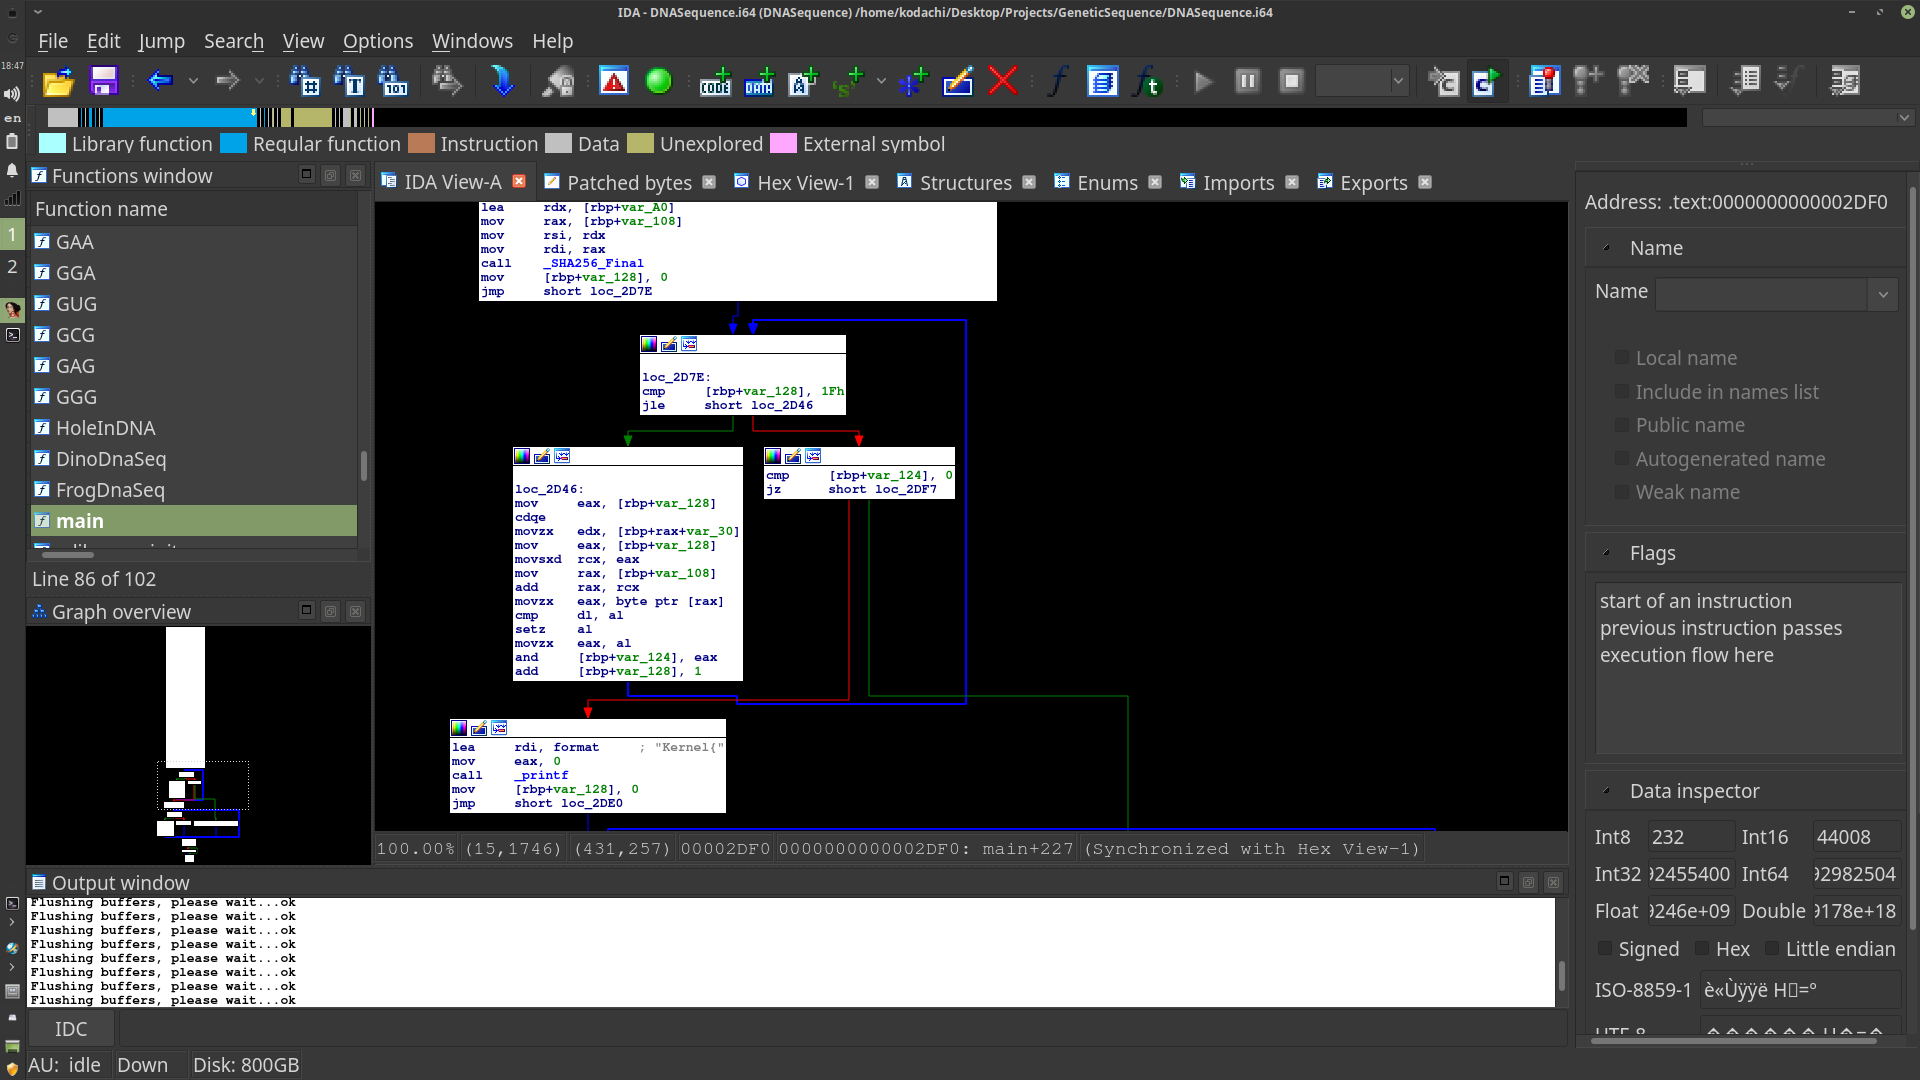 IDA - DNASequence.i64 (DNASequence) /home/kodachi/Desktop/Projects/GeneticSequence/DNASequence.i64
File Edit Jump Search View Options Windows Help
18:47
en
1
2
Library function Regular function Instruction Data Unexplored External symbol
Functions window
Function name
GAA
GGA
GUG
GCG
GAG
GGG
HoleInDNA
DinoDnaSeq
FrogDnaSeq
main
Line 86 of 102
Graph overview
IDA View-A Patched bytes Hex View-1 Structures Enums Imports Exports
lea rdx, [rbp+var_A0]
mov rax, [rbp+var_108]
mov rsi, rdx
mov rdi, rax
call _SHA256_Final
mov [rbp+var_128], 0
jmp short loc_2D7E
loc_2D7E:
cmp [rbp+var_128], 1Fh
jle short loc_2D46
loc_2D46:
mov eax, [rbp+var_128]
cdqe
movzx edx, [rbp+rax+var_30]
mov eax, [rbp+var_128]
movsxd rcx, eax
mov rax, [rbp+var_108]
add rax, rcx
movzx eax, byte ptr [rax]
cmp dl, al
setz al
movzx eax, al
and [rbp+var_124], eax
add [rbp+var_128], 1
cmp [rbp+var_124], 0
jz short loc_2DF7
lea rdi, format ; "Kernel{"
mov eax, 0
call _printf
mov [rbp+var_128], 0
jmp short loc_2DE0
100.00% (15,1746) (431,257) 00002DF0 0000000000002DF0: main+227 (Synchronized with Hex View-1)
Output window
Flushing buffers, please wait...ok
Flushing buffers, please wait...ok
Flushing buffers, please wait...ok
Flushing buffers, please wait...ok
Flushing buffers, please wait...ok
Flushing buffers, please wait...ok
Flushing buffers, please wait...ok
Flushing buffers, please wait...ok
IDC
AU: idle Down Disk: 800GB
Address: .text:0000000000002DF0
Name
Name
Local name
Include in names list
Public name
Autogenerated name
Weak name
Flags
start of an instruction
previous instruction passes
execution flow here
Data inspector
Int8 232 Int16 44008
Int32 92455400 Int64 92982504
Float 9246e+09 Double 9178e+18
Signed Hex Little endian
ISO-8859-1 è«Ùÿÿë H▯=º